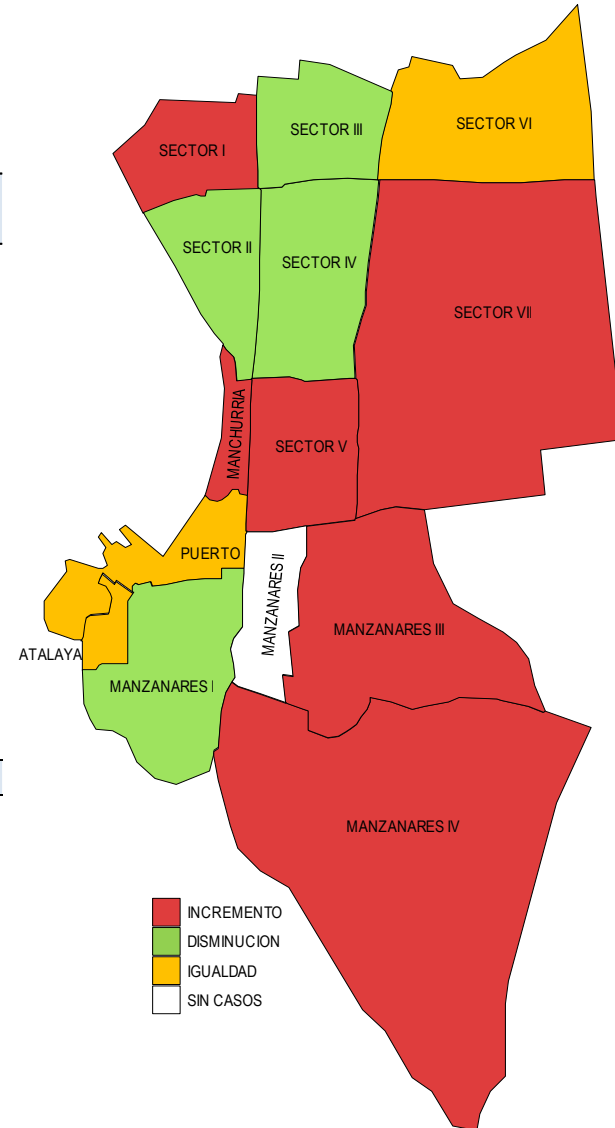 SECTOR VI
SECTOR III
SECTOR I
SECTOR II
SECTOR IV
SECTOR VII
MANCHURRIA
SECTOR V
PUERTO
MANZANARES II
MANZANARES III
ATALAYA
MANZANARES I
MANZANARES IV
INCREMENTO
DISMINUCION
IGUALDAD
SIN CASOS